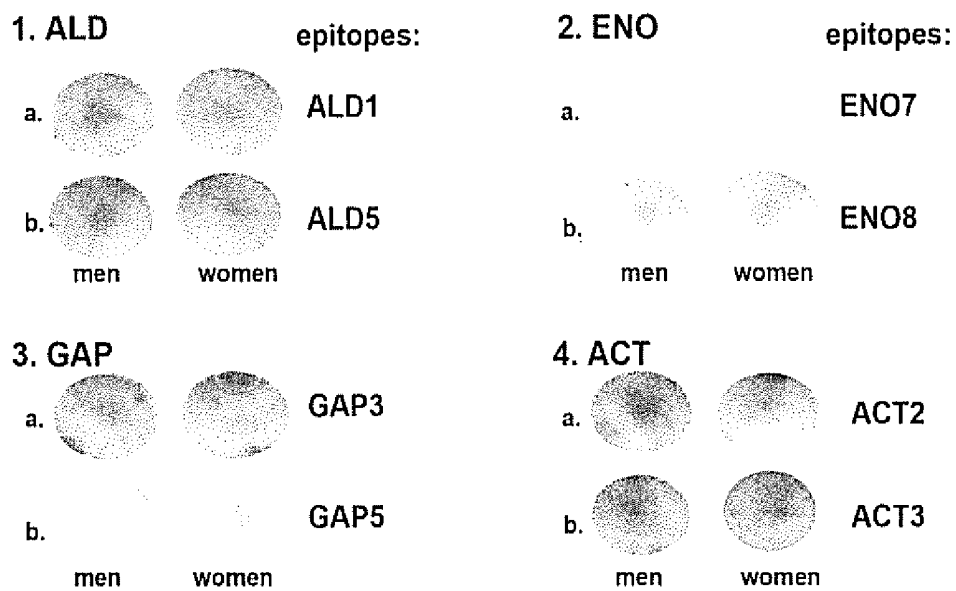 1. ALD
epitopes:
a.
ALD1
b.
ALD5
men women
2. ENO
epitopes:
a.
ENO7
b.
ENO8
men women
3. GAP
a.
GAP3
b.
GAP5
men women
4. ACT
a.
ACT2
b.
ACT3
men women